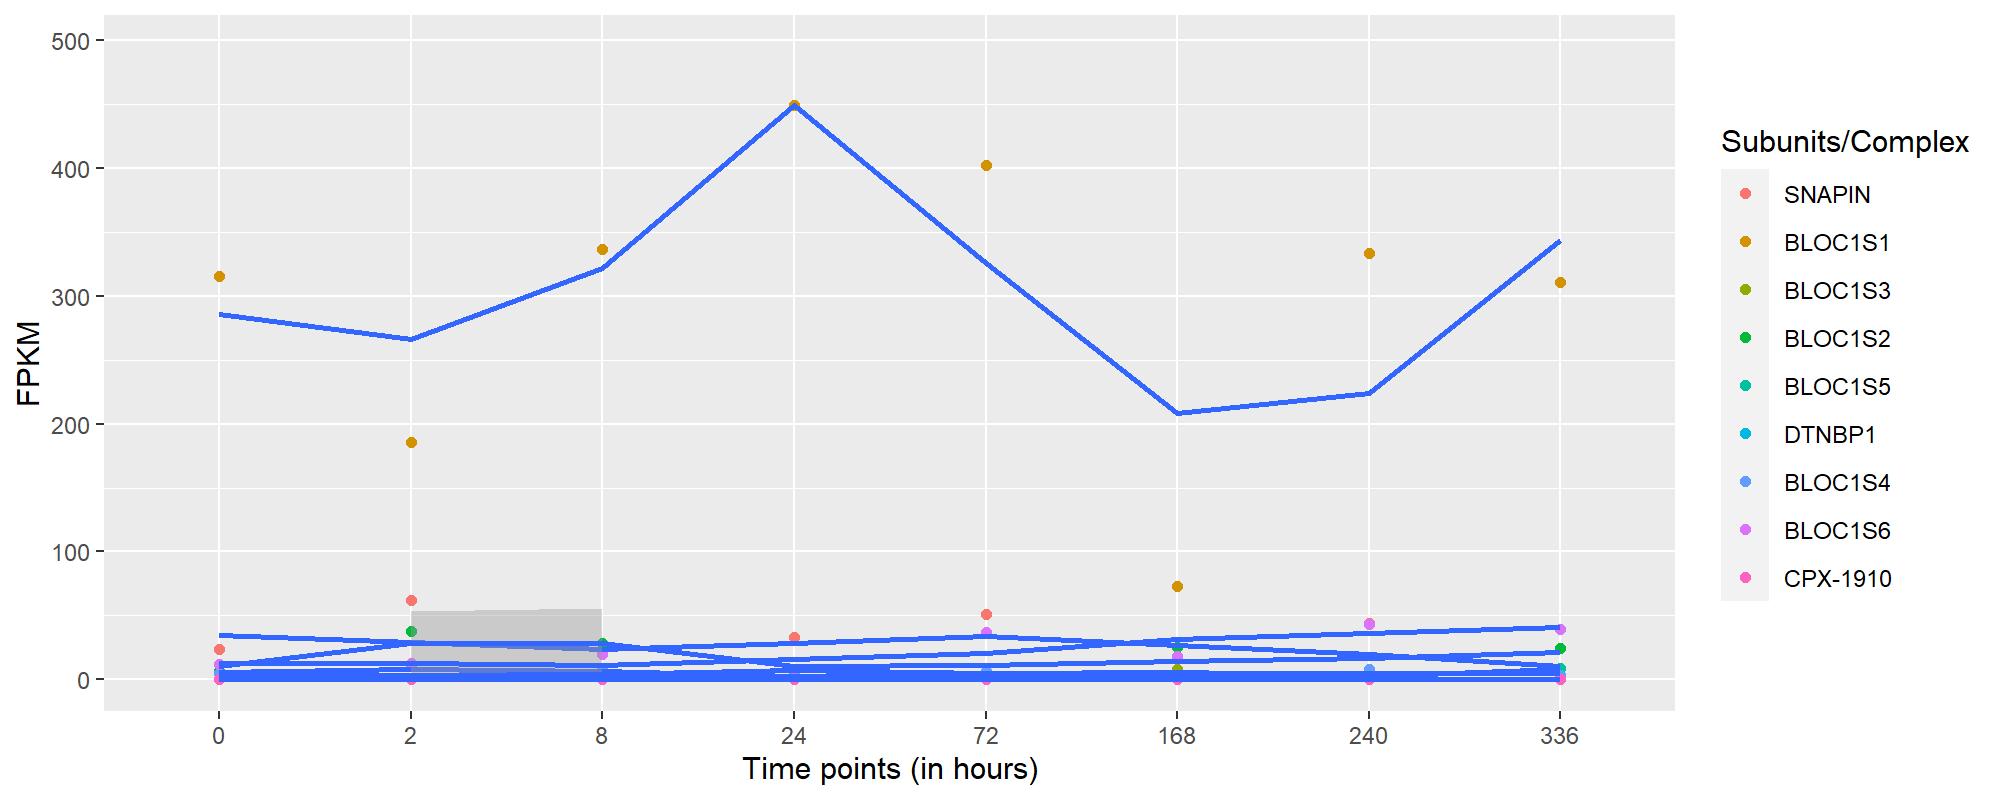 500
400
300
200
100
0
FPKM
0 2 8 24 72 168 240 336
Time points (in hours)
Subunits/Complex
SNAPIN
BLOC1S1
BLOC1S3
BLOC1S2
BLOC1S5
DTNBP1
BLOC1S4
BLOC1S6
CPX-1910